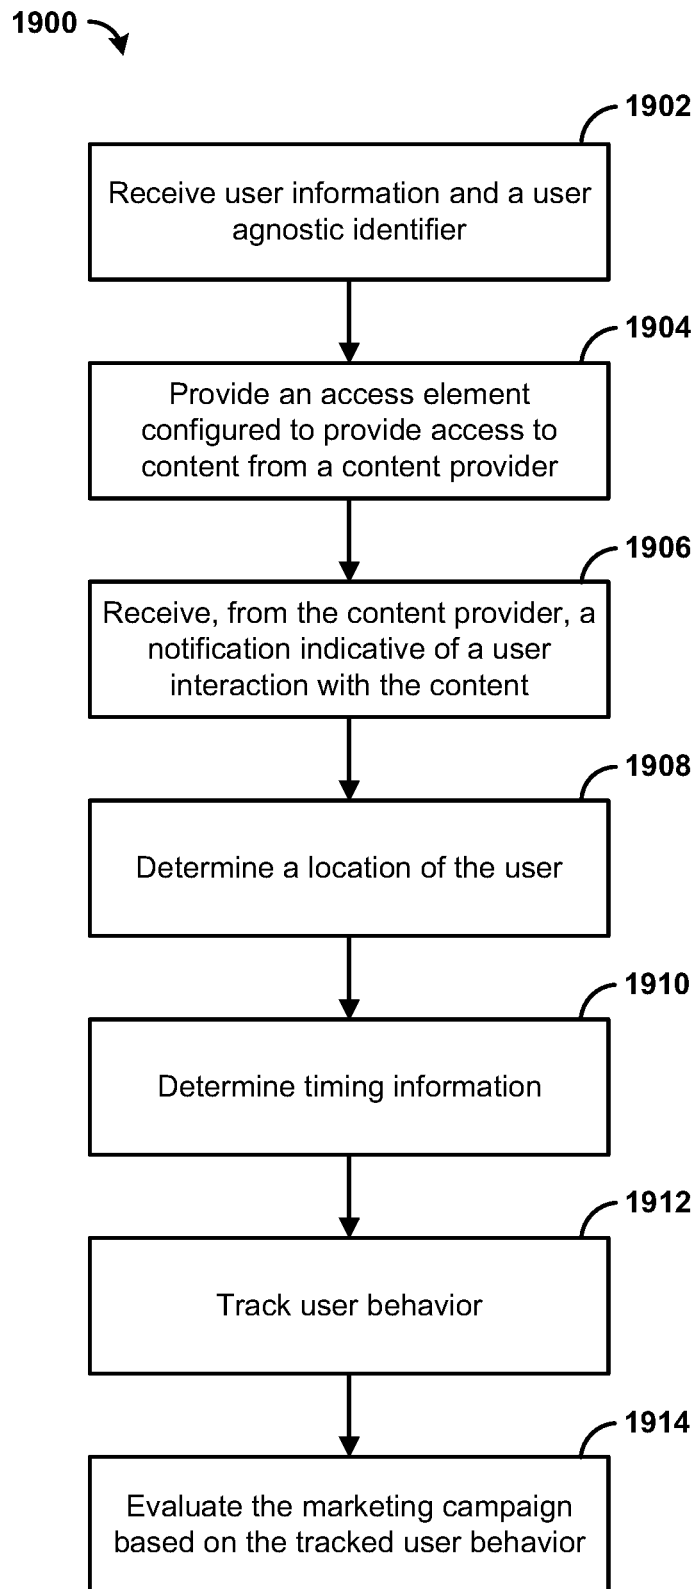 1900
1902
Receive user information and a user
agnostic identifier
1904
Provide an access element
configured to provide access to
content from a content provider
1906
Receive, from the content provider, a
notification indicative of a user
interaction with the content
1908
Determine a location of the user
1910
Determine timing information
1912
Track user behavior
1914
Evaluate the marketing campaign
based on the tracked user behavior